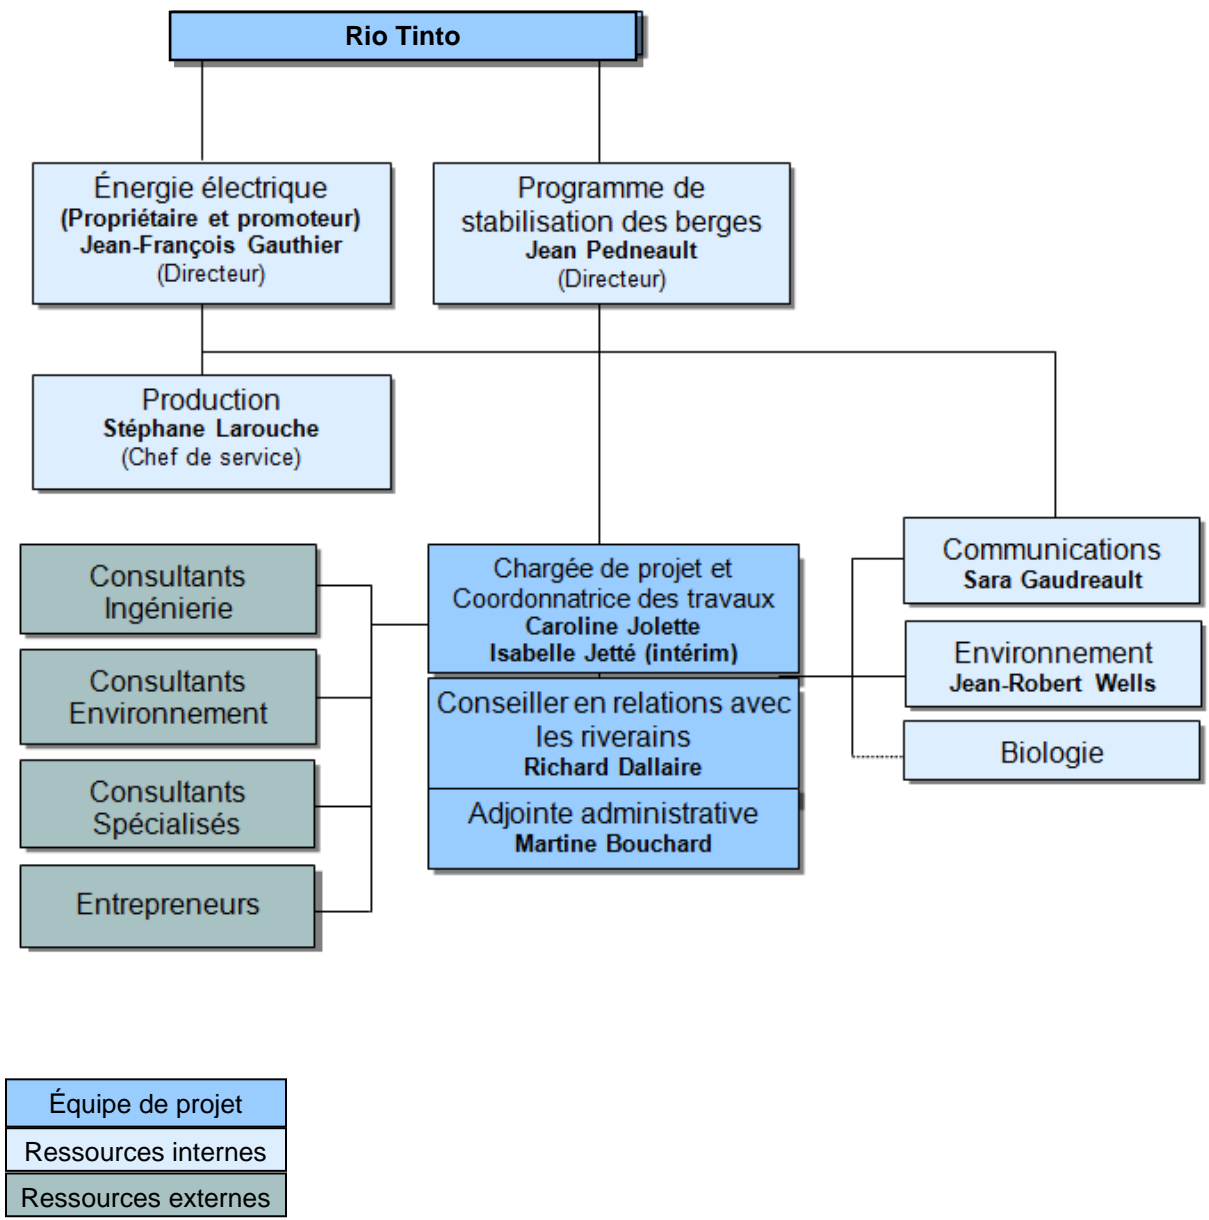 Rio Tinto
Énergie électrique
(Propriétaire et promoteur)
Jean-François Gauthier
(Directeur)
Programme de
stabilisation des berges
Jean Pedneault
(Directeur)
Production
Stéphane Larouche
(Chef de service)
Consultants
Ingénierie
Consultants
Environnement
Consultants
Spécialisés
Entrepreneurs
Chargée de projet et
Coordonnatrice des travaux
Caroline Jolette
Isabelle Jetté (intérim)
Conseiller en relations avec
les riverains
Richard Dallaire
Adjointe administrative
Martine Bouchard
Communications
Sara Gaudreault
Environnement
Jean-Robert Wells
Biologie
Équipe de projet
Ressources internes
Ressources externes